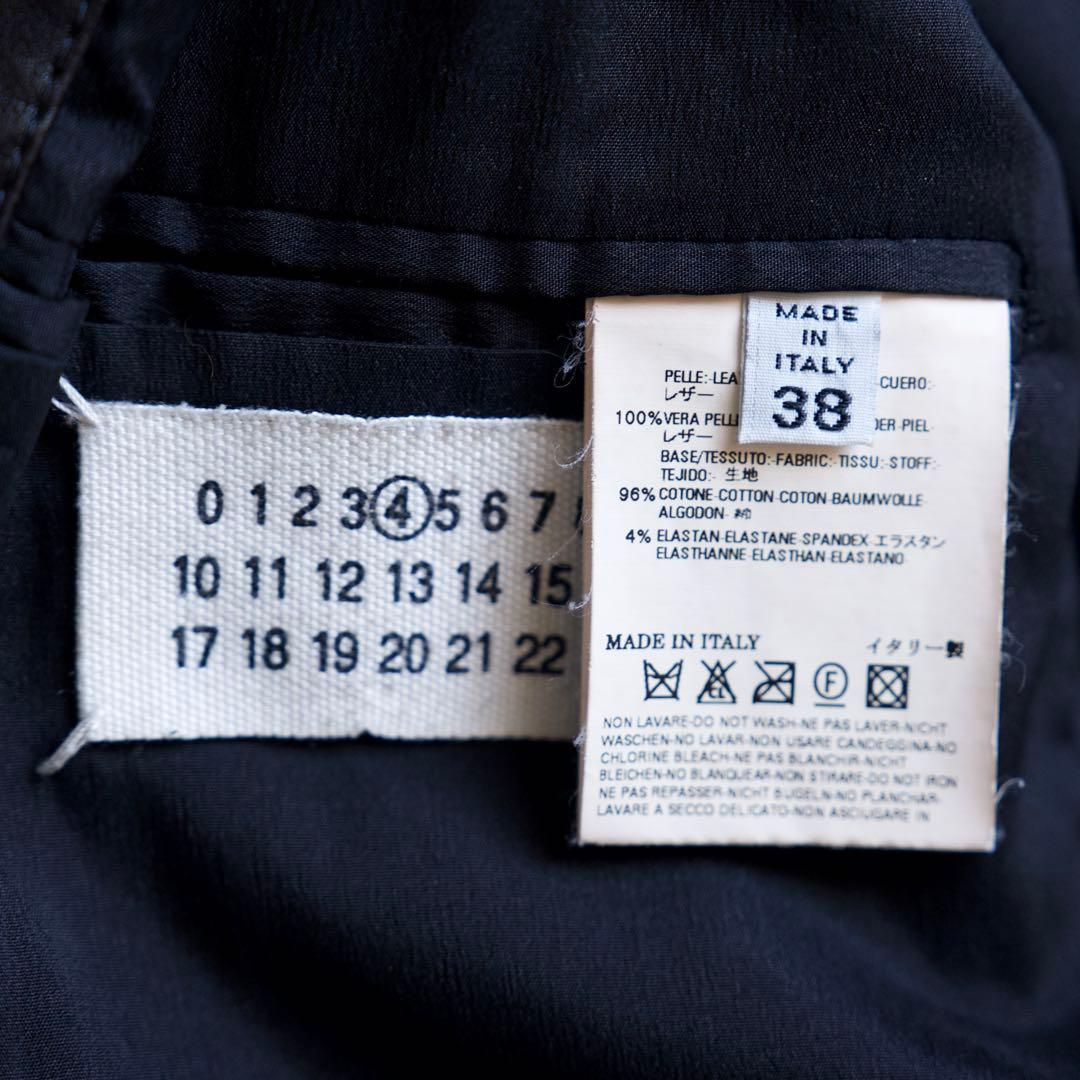 0 1 2 3 4 5 6 7
10 11 12 13 14 15
17 18 19 20 21 22
MADE
IN
ITALY
38
PELLE:-LEA CUERO:
レザー
100% VERA PELL DER-PIEL
レザー
BASE/TESSUTO:-FABRIC:-TISSU:-STOFF:
TEJIDO: 生地
96% COTONE-COTTON-COTON-BAUMWOLLE
ALGODON 綿
4% ELASTAN-ELASTANE-SPANDEX-エラスタン
ELASTHANNE-ELASTHAN-ELASTANO
MADE IN ITALY イタリー製
CL
F
NON LAVARE-DO NOT WASH-NE PAS LAVER-NICHT
WASCHEN-NO LAVAR-NON USARE CANDEGGINA-NO
CHLORINE BLEACH-NE PAS BLANCHIR-NICHT
BLEICHEN-NO BLANQUEAR-NON STIRARE-DO NOT IRON
NE PAS REPASSER-NICHT BUGELN-NO PLANCHAR-
LAVARE A SECCO DELICATO-NON ASCIUGARE IN